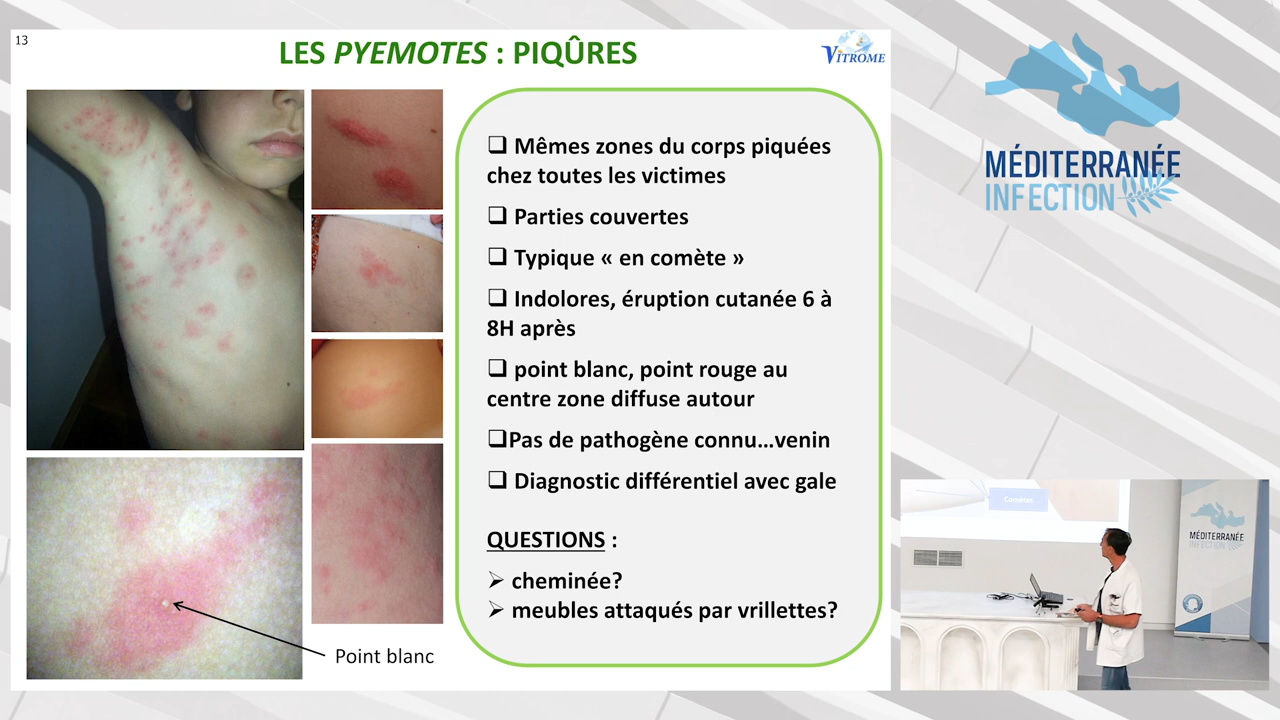 13
LES PYEMOTES : PIQÛRES
VITROME
Mêmes zones du corps piquées
chez toutes les victimes
Parties couvertes
Typique « en comète »
Indolores, éruption cutanée 6 à
8H après
point blanc, point rouge au
centre zone diffuse autour
Pas de pathogène connu...venin
Diagnostic différentiel avec gale
QUESTIONS :
cheminée?
meubles attaqués par vrillettes?
Point blanc
MÉDITERRANÉE
INFECTION
MÉDITERRANÉE
INFECTION